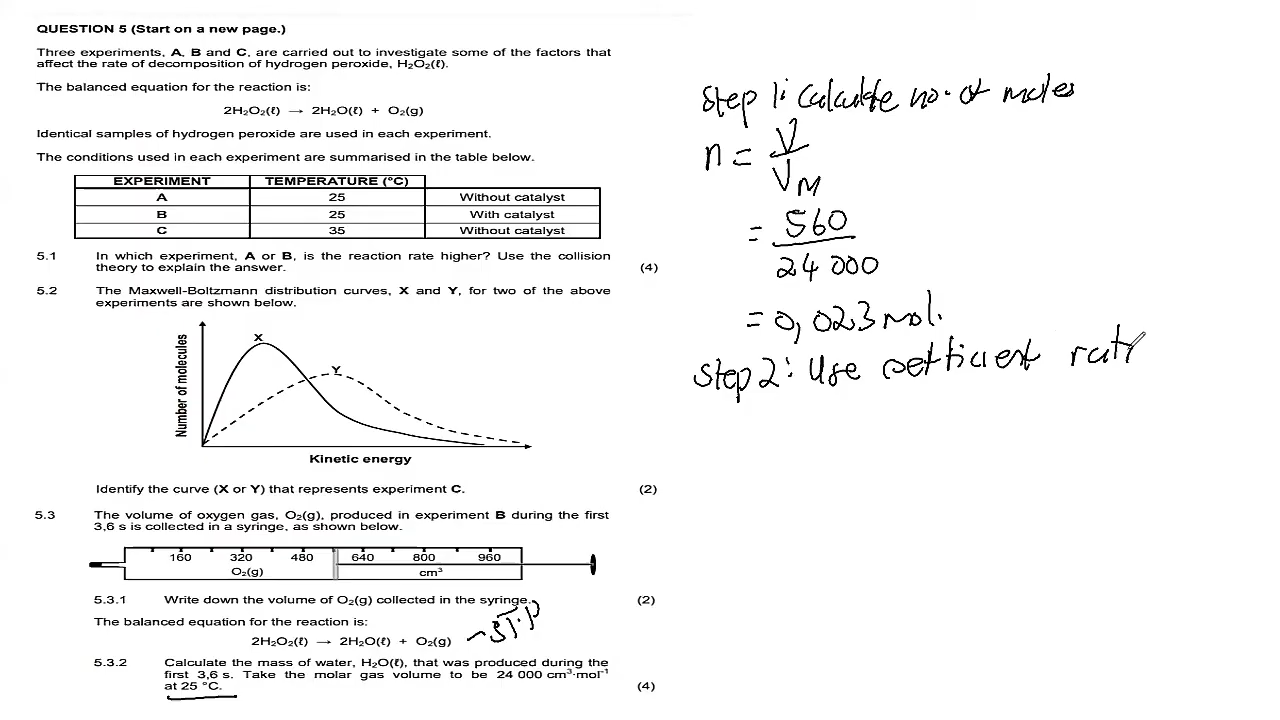 QUESTION 5 (Start on a new page.)
Three experiments, A, B and C, are carried out to investigate some of the factors that
affect the rate of decomposition of hydrogen peroxide, H₂O₂(ℓ).
The balanced equation for the reaction is:
2H₂O₂(ℓ) → 2H₂O(ℓ) + O₂(g)
Identical samples of hydrogen peroxide are used in each experiment.
The conditions used in each experiment are summarised in the table below.
EXPERIMENT TEMPERATURE (°C)
A 25 Without catalyst
B 25 With catalyst
C 35 Without catalyst
5.1 In which experiment, A or B, is the reaction rate higher? Use the collision
theory to explain the answer. (4)
5.2 The Maxwell-Boltzmann distribution curves, X and Y, for two of the above
experiments are shown below.
X
Y
Number of molecules
Kinetic energy
Identify the curve (X or Y) that represents experiment C. (2)
5.3 The volume of oxygen gas, O₂(g), produced in experiment B during the first
3,6 s is collected in a syringe, as shown below.
160 320 480 640 800 960
O₂(g) cm³
5.3.1 Write down the volume of O₂(g) collected in the syringe. (2)
The balanced equation for the reaction is:
2H₂O₂(ℓ) → 2H₂O(ℓ) + O₂(g) ~ST.P
5.3.2 Calculate the mass of water, H₂O(ℓ), that was produced during the
first 3,6 s. Take the molar gas volume to be 24 000 cm³·mol⁻¹
at 25 °C. (4)
Step 1: Calculate no. of moles
n = V
V_M
= 560
24 000
= 0,023 mol.
Step 2: Use coefficient rati